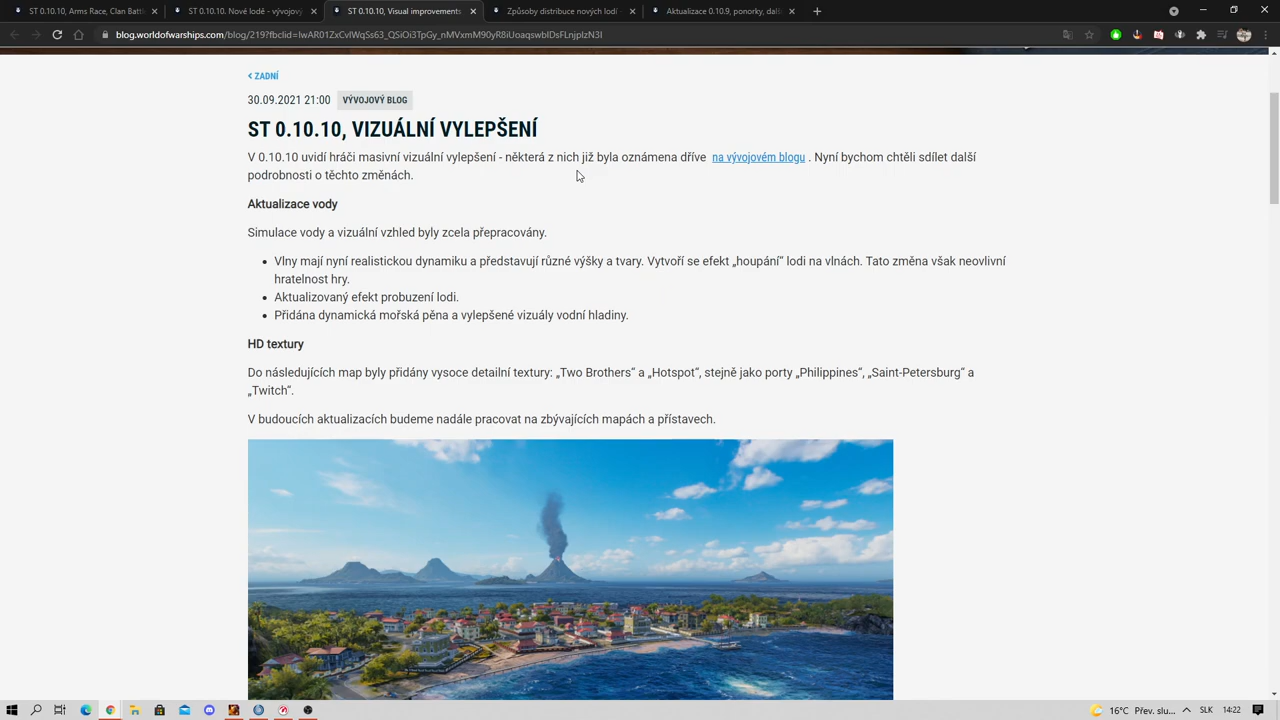 ST 0.10.10, Arms Race, Clan Batt
ST 0.10.10. Nové lodě – vývojový
ST 0.10.10, Visual improvements
Způsoby distribuce nových lodí
Aktualizace 0.10.9, ponorky, dal
blog.worldofwarships.com/blog/219?fbclid=IwAR01ZxCvlWqSs63_QSiOi3TpGy_nMVxmM90yR8iUoaqswbIDsFLnjpIzN3I
ZADNÍ
30.09.2021 21:00 VÝVOJOVÝ BLOG
ST 0.10.10, VIZUÁLNÍ VYLEPŠENÍ
V 0.10.10 uvidí hráči masivní vizuální vylepšení - některá z nich již byla oznámena dříve na vývojovém blogu . Nyní bychom chtěli sdílet další
podrobnosti o těchto změnách.
Aktualizace vody
Simulace vody a vizuální vzhled byly zcela přepracovány.
• Vlny mají nyní realistickou dynamiku a představují různé výšky a tvary. Vytvoří se efekt „houpání“ lodi na vlnách. Tato změna však neovlivní
hratelnost hry.
• Aktualizovaný efekt probuzení lodi.
• Přidána dynamická mořská pěna a vylepšené vizuály vodní hladiny.
HD textury
Do následujících map byly přidány vysoce detailní textury: „Two Brothers“ a „Hotspot“, stejně jako porty „Philippines“, „Saint-Petersburg“ a
„Twitch“.
V budoucích aktualizacích budeme nadále pracovat na zbývajících mapách a přístavech.
16°C Přev. slu... SLK 14:22